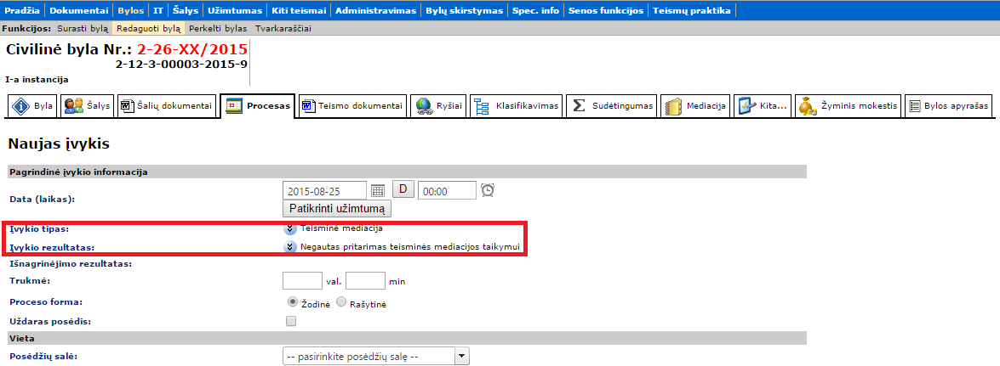 Pradžia Dokumentai Bylos IT Šalys Užimtumas Kiti teismai Administravimas Bylų skirstymas Spec. info Senos funkcijos Teismų praktika
Funkcijos: Surasti bylą Redaguoti bylą Perkelti bylas Tvarkaraščiai
Civilinė byla Nr.: 2-26-XX/2015
2-12-3-00003-2015-9
I-a instancija
Byla Šalys Šalių dokumentai Procesas Teismo dokumentai Ryšiai Klasifikavimas Sudėtingumas Mediacija Kita... Žyminis mokestis Bylos apyrašas
Naujas įvykis
Pagrindinė įvykio informacija
Data (laikas): 2015-08-25 D 00:00
Patikrinti užimtumą
Įvykio tipas: Teisminė mediacija
Įvykio rezultatas: Negautas pritarimas teisminės mediacijos taikymui
Išnagrinėjimo rezultatas:
Trukmė: val. min
Proceso forma: Žodinė Rašytinė
Uždaras posėdis:
Vieta
Posėdžių salė: -- pasirinkite posėdžių salę --